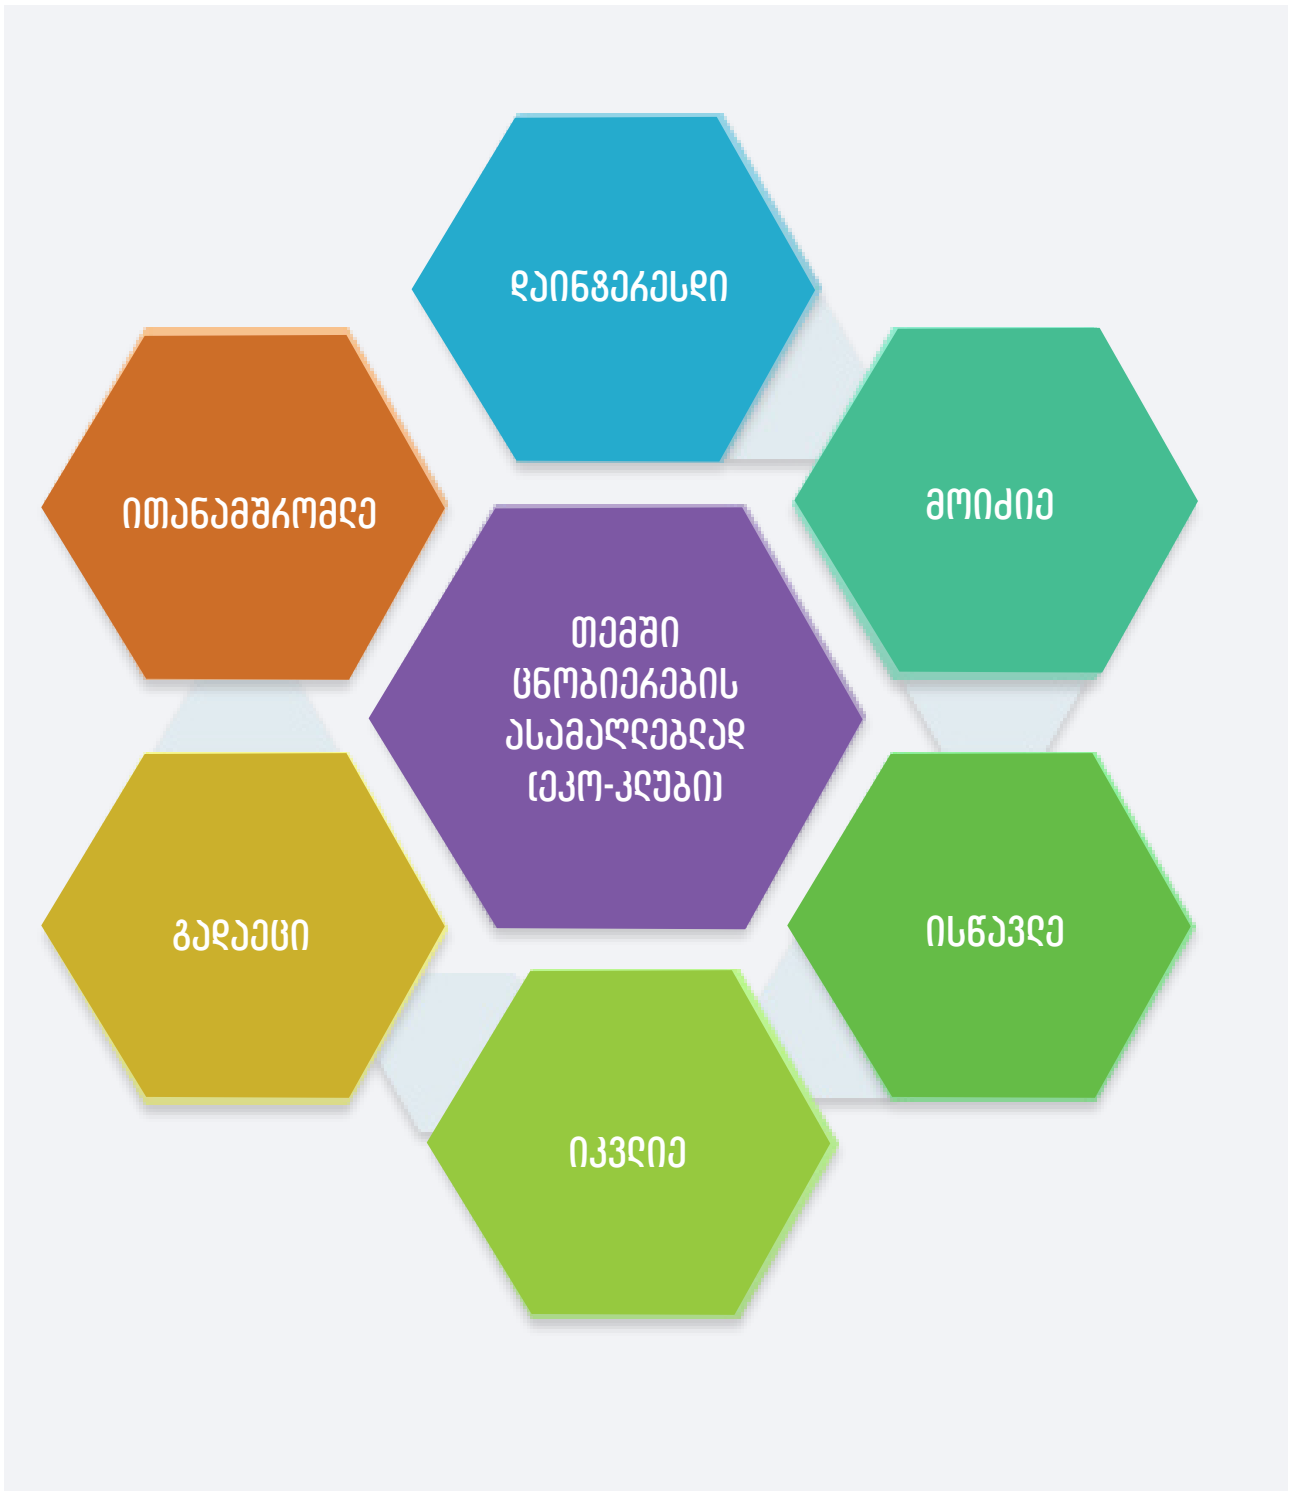 დაინტერესდი
მოიძიე
ითანამშრომლე
თემში
ცნობიერების
ასამაღლებლად
(ეკო-კლუბი)
გადაეცი
ისწავლე
იკვლიე